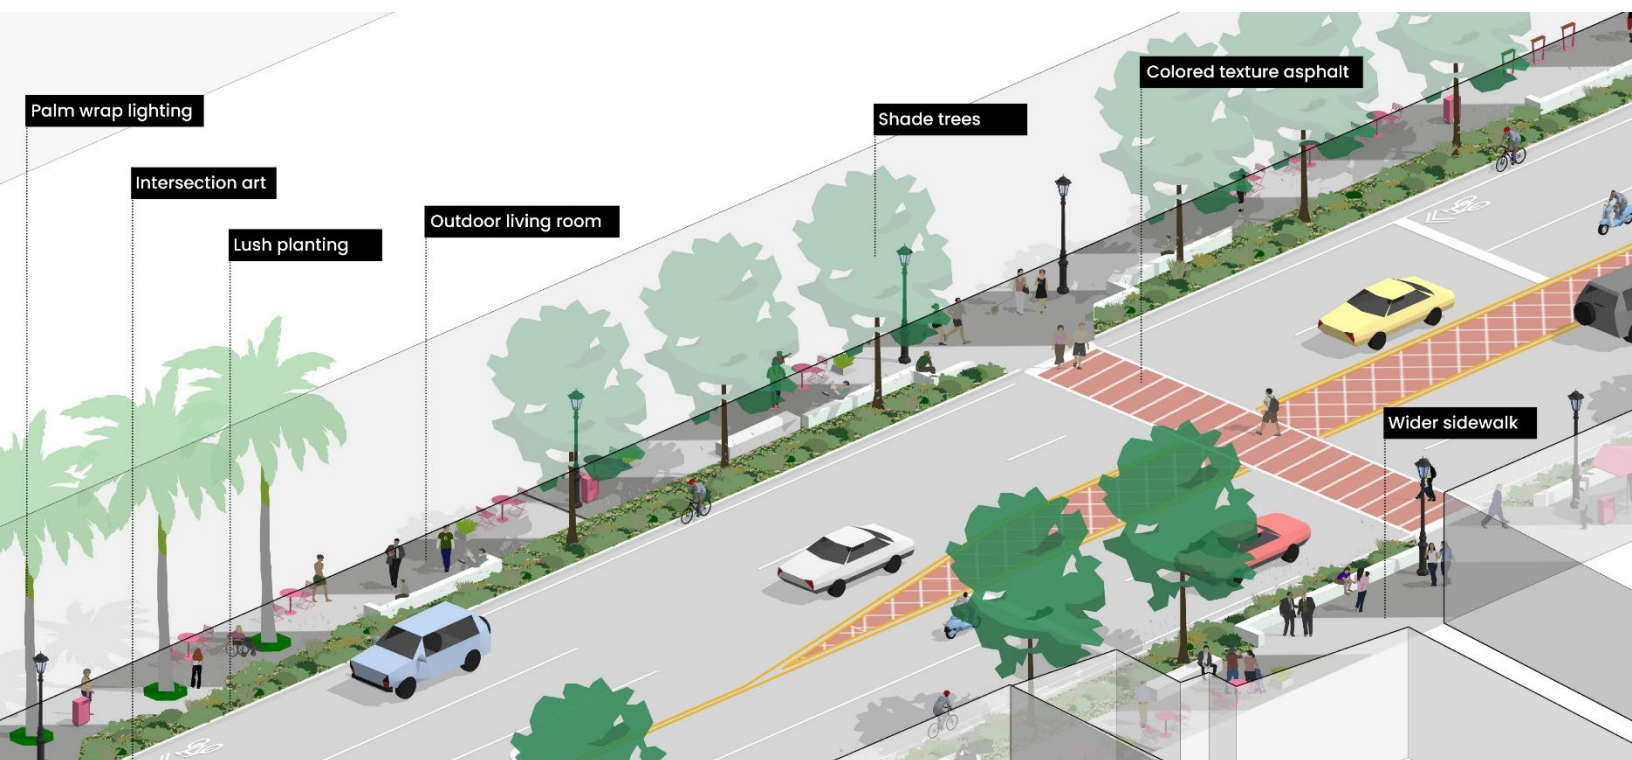 Palm wrap lighting
Intersection art
Lush planting
Outdoor living room
Shade trees
Colored texture asphalt
Wider sidewalk